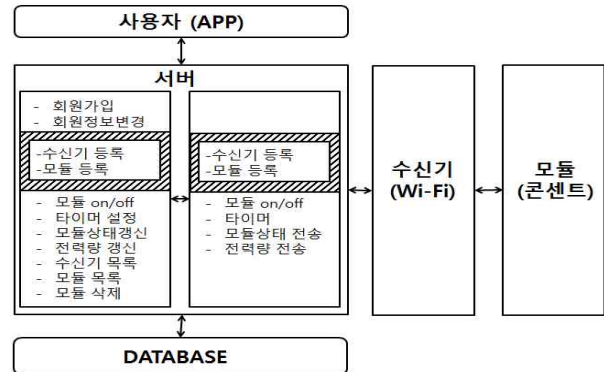 사용자 (APP)
서버
- 회원가입
- 회원정보변경
-수신기 등록
-모듈 등록
- 모듈 on/off
- 타이머 설정
- 모듈상태갱신
- 전력량 갱신
- 수신기 목록
- 모듈 목록
- 모듈 삭제
-수신기 등록
-모듈 등록
- 모듈 on/off
- 타이머
- 모듈상태 전송
- 전력량 전송
수신기
(Wi-Fi)
모듈
(콘센트)
DATABASE